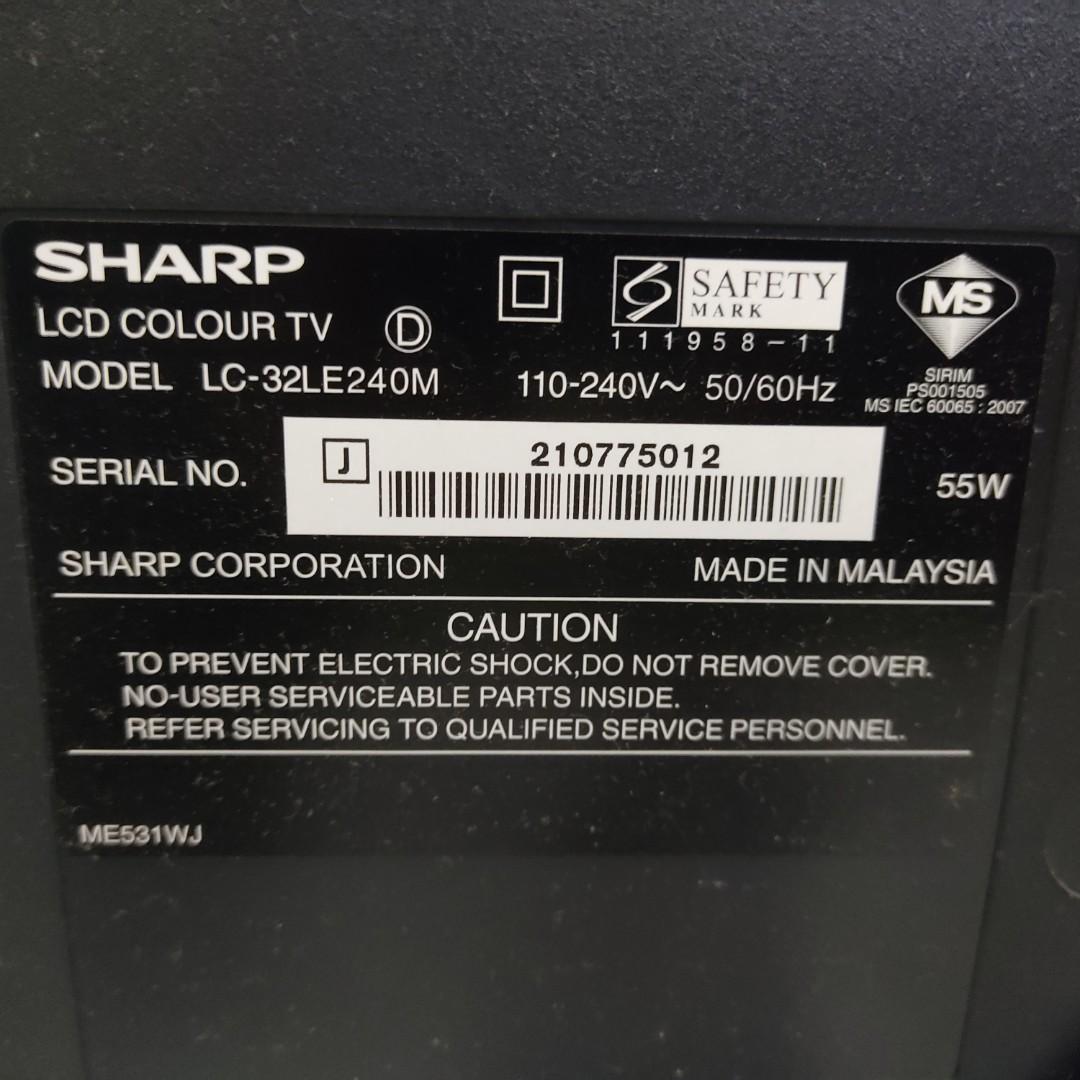 SHARP
LCD COLOUR TV D
MODEL LC-32LE240M
SAFETY
MARK
111958-11
110-240V~ 50/60Hz
MS
SIRIM
PS001505
MS IEC 60065 : 2007
SERIAL NO.
J 210775012
55W
SHARP CORPORATION MADE IN MALAYSIA
CAUTION
TO PREVENT ELECTRIC SHOCK,DO NOT REMOVE COVER.
NO-USER SERVICEABLE PARTS INSIDE.
REFER SERVICING TO QUALIFIED SERVICE PERSONNEL.
ME531WJ